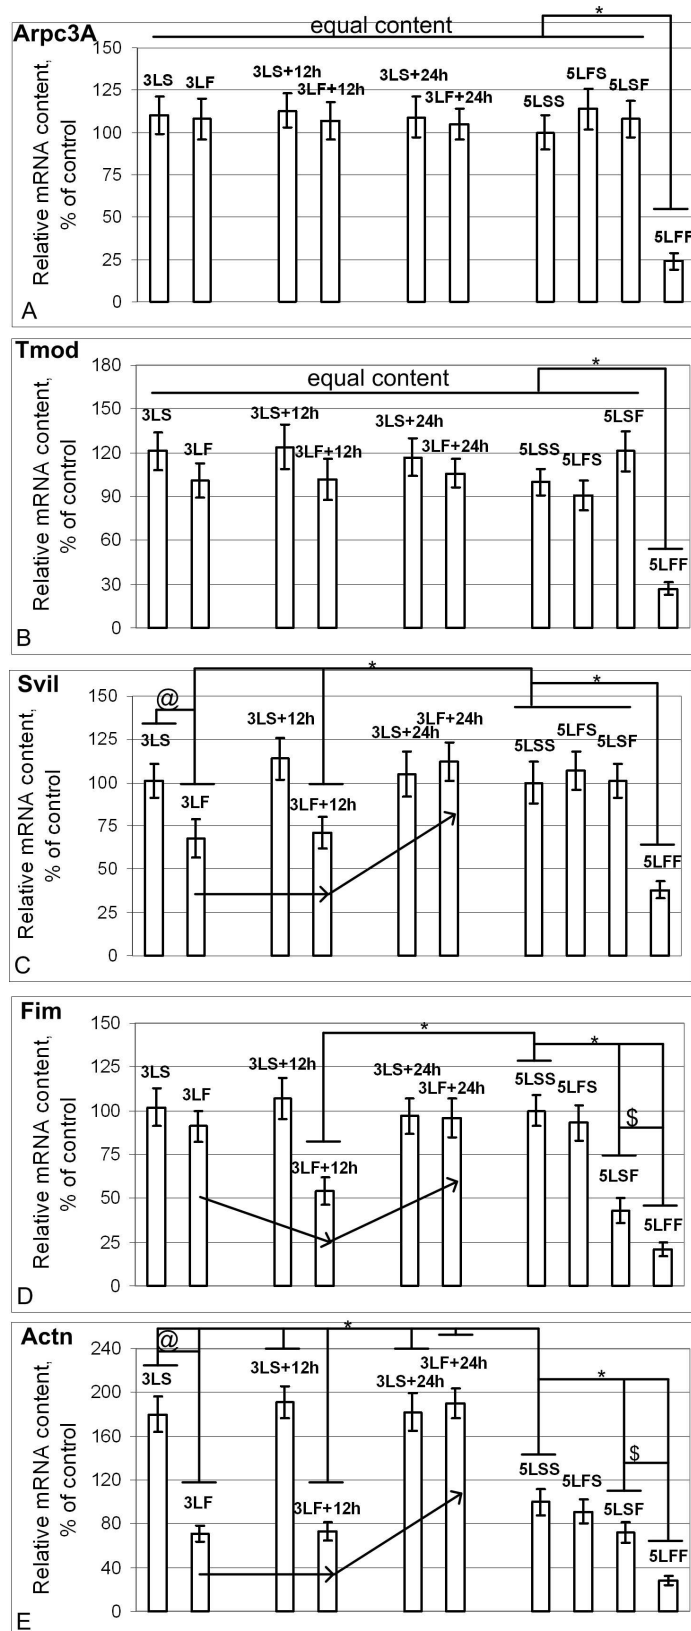 Arpc3A
equal content
*
3LS 3LF 3LS+12h 3LF+12h 3LS+24h 3LF+24h 5LSS 5LFS 5LSF 5LFF
Relative mRNA content,
% of control
150
125
100
75
50
25
0
A
Tmod
equal content
*
3LS 3LF 3LS+12h 3LF+12h 3LS+24h 3LF+24h 5LSS 5LFS 5LSF 5LFF
Relative mRNA content,
% of control
180
150
120
90
60
30
0
B
Svil
@ * *
3LS 3LF 3LS+12h 3LF+12h 3LS+24h 3LF+24h 5LSS 5LFS 5LSF 5LFF
Relative mRNA content,
% of control
150
125
100
75
50
25
0
C
Fim
* * $
3LS 3LF 3LS+12h 3LF+12h 3LS+24h 3LF+24h 5LSS 5LFS 5LSF 5LFF
Relative mRNA content,
% of control
150
125
100
75
50
25
0
D
Actn
@ * * $
3LS 3LF 3LS+12h 3LF+12h 3LS+24h 3LF+24h 5LSS 5LFS 5LSF 5LFF
Relative mRNA content,
% of control
240
200
160
120
80
40
0
E